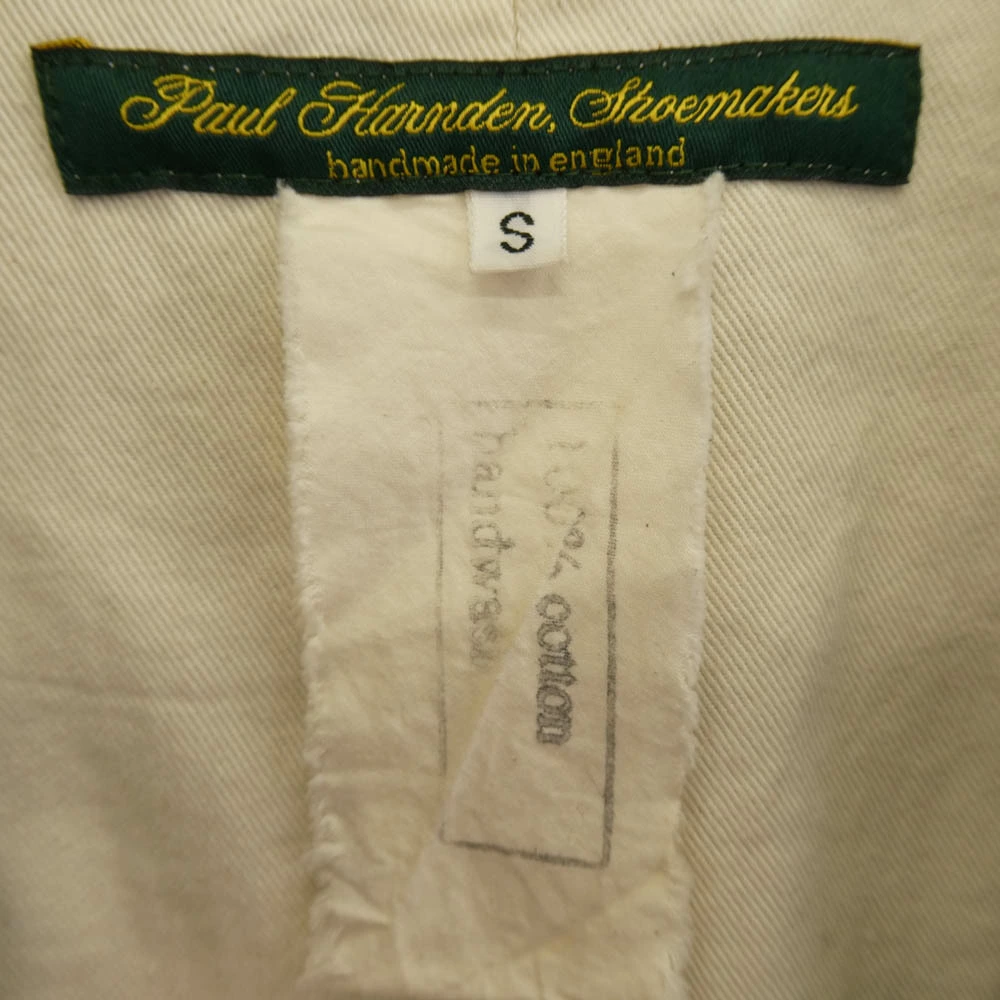 Paul Harnden, Shoemakers
handmade in england
S
100% cotton
handwash